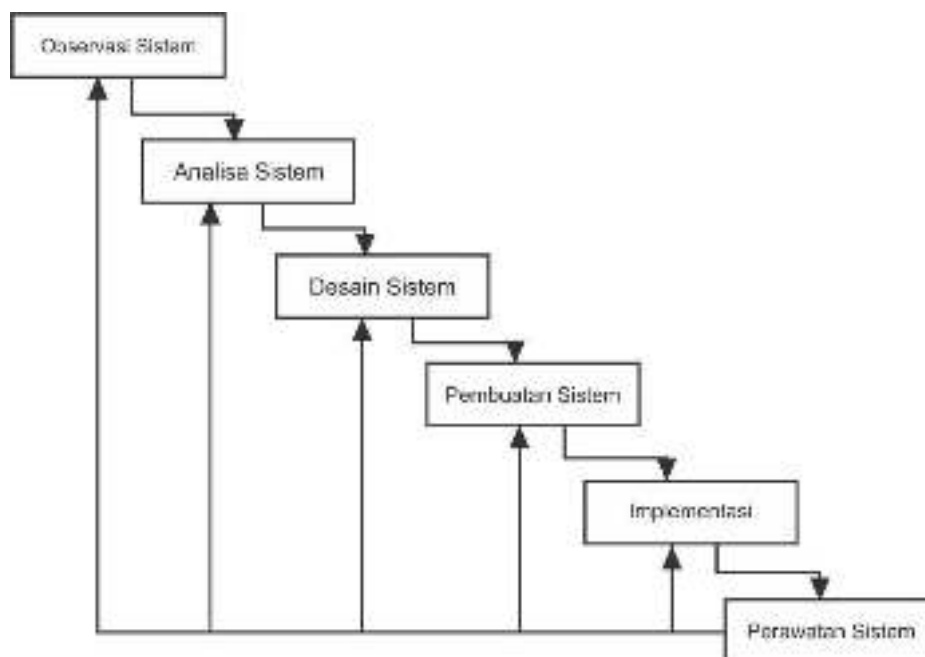 Observasi Sistem
Analisa Sistem
Desain Sistem
Pembuatan Sistem
Implementasi
Perawatan Sistem